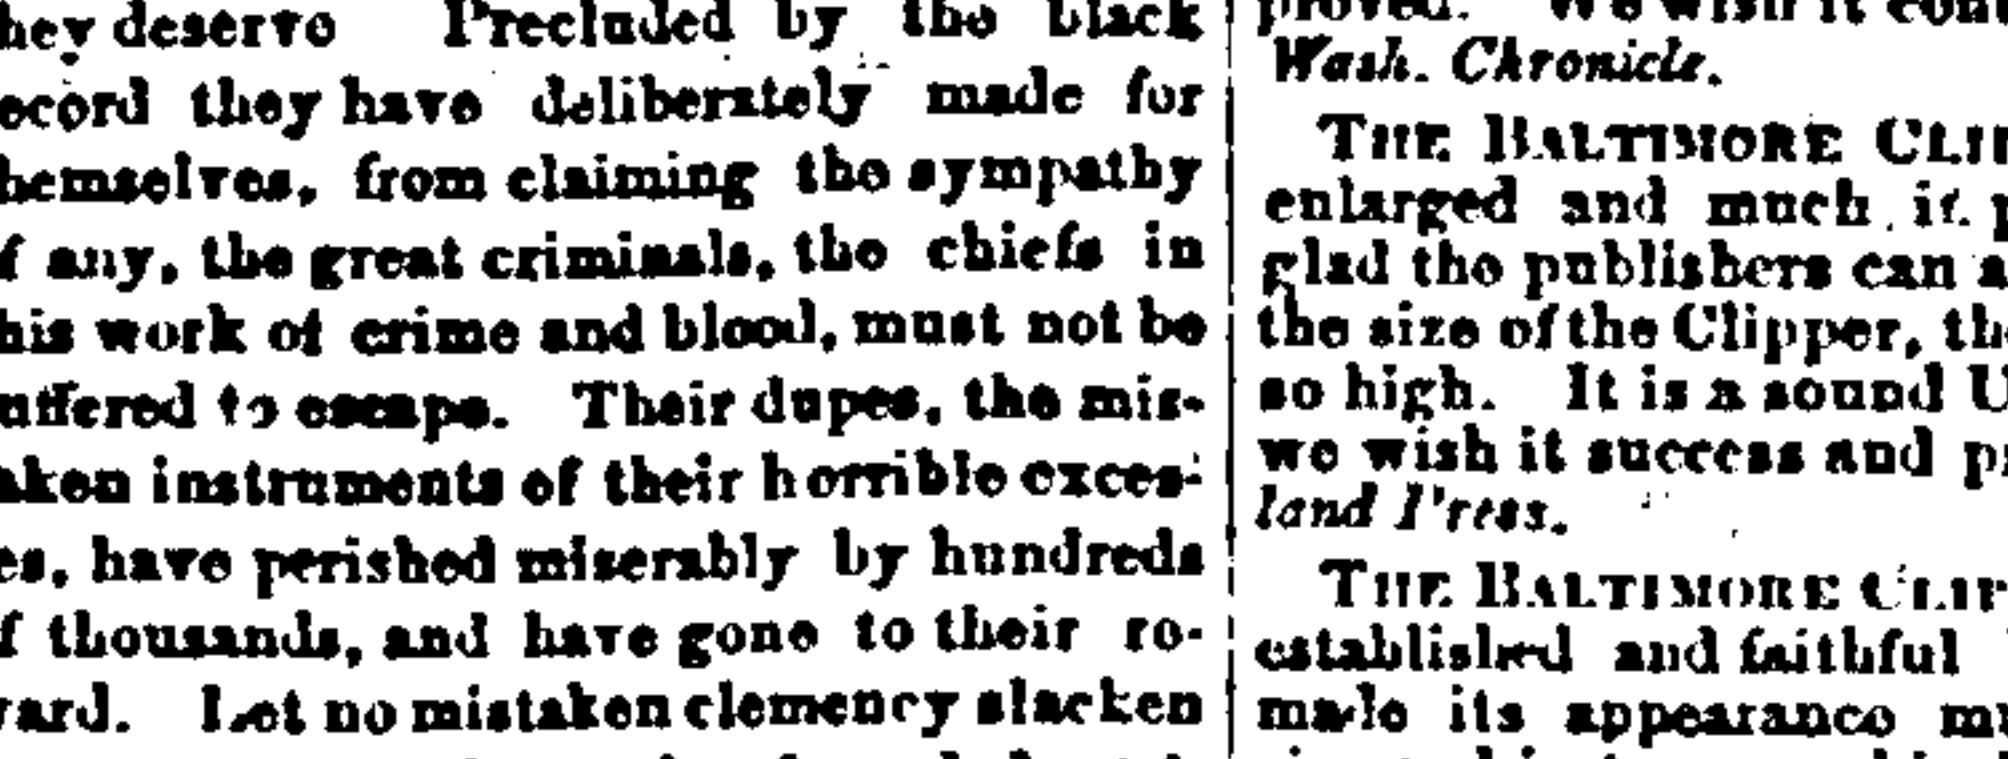 hey deserve Precluded by the black
ecord they have deliberately made for
hemselves, from claiming the sympathy
f any, the great criminals, the chiefs in
his work of crime and blood, must not be
uffered to escape. Their dupes, the mis-
aken instruments of their horrible exces-
es, have perished miserably by hundreds
f thousands, and have gone to their re-
vard. Let no mistaken clemency slacken
proved. We wish it con
Wash. Chronicle.
THE BALTIMORE CLIP
enlarged and much i
glad the publishers can a
the size of the Clipper, th
so high. It is a sound U
we wish it success and p
land Press.
THE BALTIMORE CLIP
established and faithful
made its appearance m